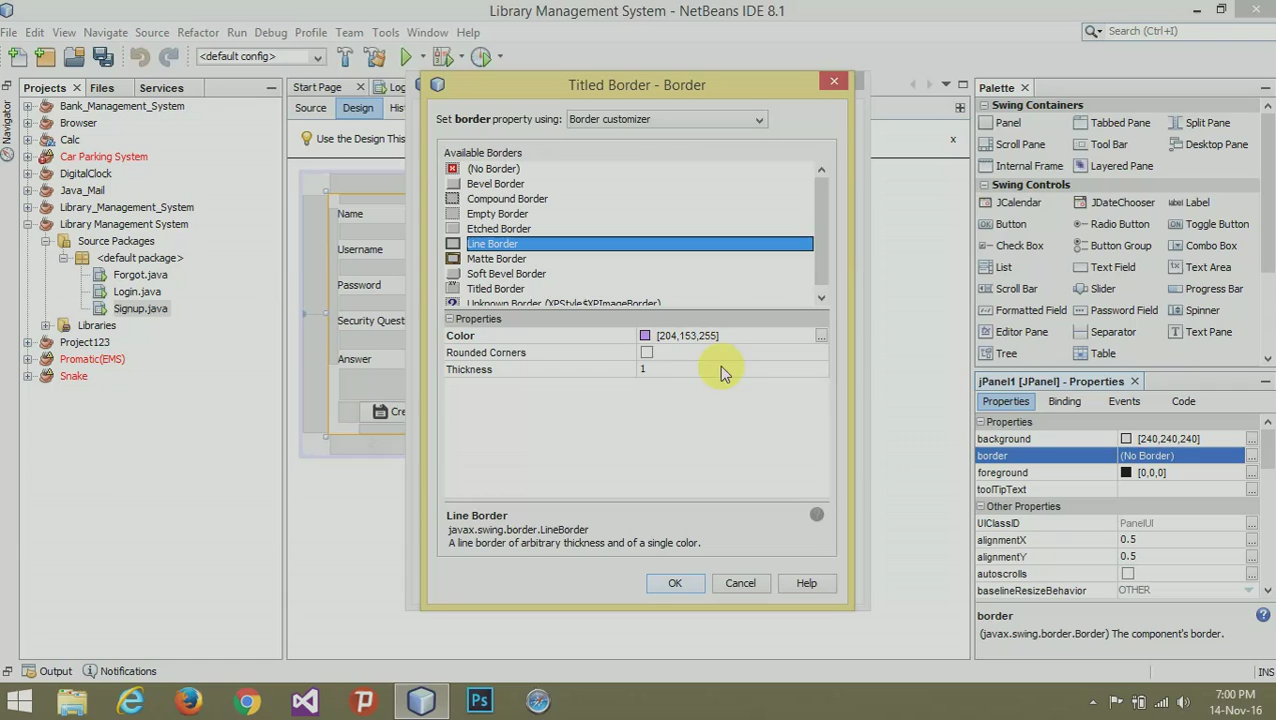 Library Management System - NetBeans IDE 8.1
File Edit View Navigate Source Refactor Run Debug Profile Team Tools Window Help
Search (Ctrl+I)
<default config>
Projects Files Services
Navigator
Bank_Management_System
Browser
Calc
Car Parking System
DigitalClock
Java_Mail
Library_Management_System
Library Management System
Source Packages
<default package>
Forgot.java
Login.java
Signup.java
Libraries
Project123
Promatic(EMS)
Snake
Start Page
Source Design
Use the Design This
Name
Username
Password
Security Quest
Answer
Titled Border - Border
Set border property using: Border customizer
Available Borders
(No Border)
Bevel Border
Compound Border
Empty Border
Etched Border
Line Border
Matte Border
Soft Bevel Border
Titled Border
Unknown Border (XPStyle$XPImageBorder)
Properties
Color [204,153,255] ...
Rounded Corners
Thickness 1
Line Border
javax.swing.border.LineBorder
A line border of arbitrary thickness and of a single color.
OK Cancel Help
Palette
Swing Containers
Panel Tabbed Pane Split Pane
Scroll Pane Tool Bar Desktop Pane
Internal Frame Layered Pane
Swing Controls
JCalendar JDateChooser Label
Button Radio Button Toggle Button
Check Box Button Group Combo Box
List Text Field Text Area
Scroll Bar Slider Progress Bar
Formatted Field Password Field Spinner
Editor Pane Separator Text Pane
Tree Table
jPanel1 [JPanel] - Properties
Properties Binding Events Code
Properties
background [240,240,240] ...
border (No Border) ...
foreground [0,0,0] ...
toolTipText ...
Other Properties
UIClassID PanelUI ...
alignmentX 0.5 ...
alignmentY 0.5 ...
autoscrolls ...
baselineResizeBehavior OTHER
border
(javax.swing.border.Border) The component's border.
Output Notifications
INS
Ps
7:00 PM
14-Nov-16